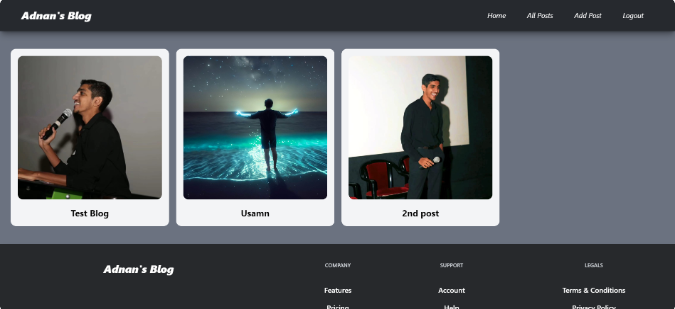 Adnan's Blog
Home All Posts Add Post Logout
Test Blog
Usamn
2nd post
Adnan's Blog
COMPANY SUPPORT LEGALS
Features Account Terms & Conditions
Pricing Help Privacy Policy